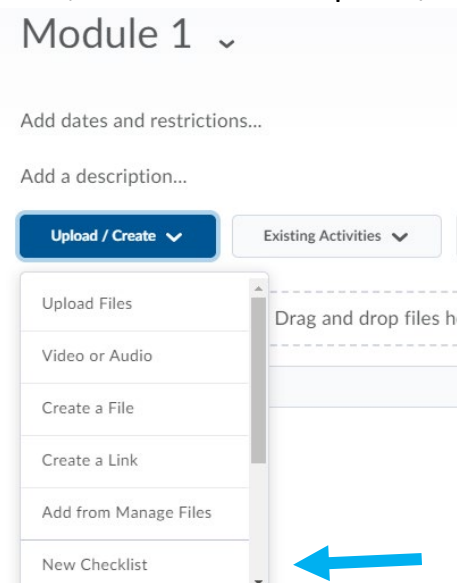 Module 1
Add dates and restrictions...
Add a description...
Upload / Create Existing Activities
Upload Files
Drag and drop files h
Video or Audio
Create a File
Create a Link
Add from Manage Files
New Checklist